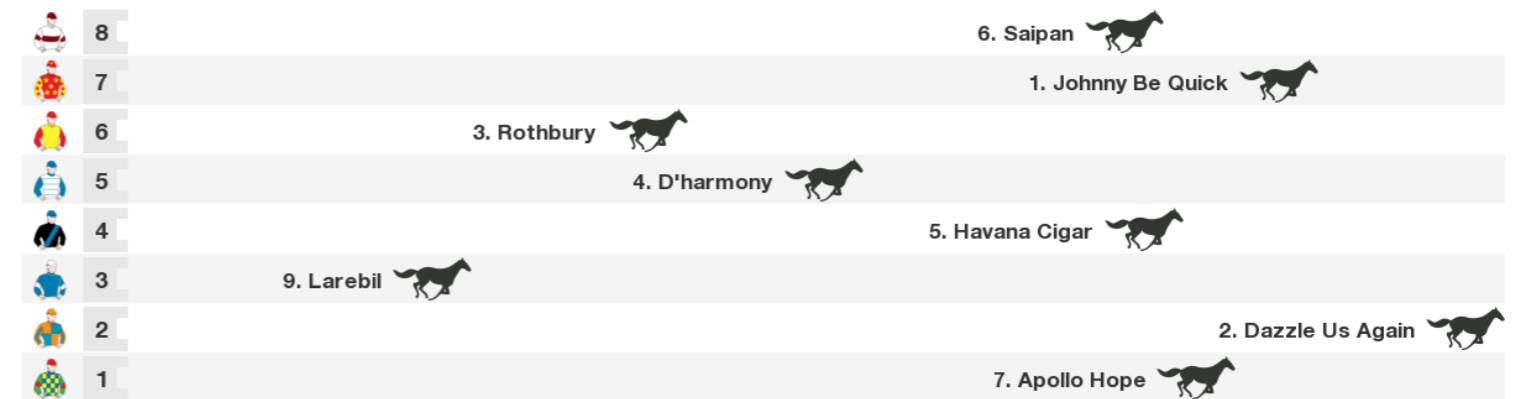 8 6. Saipan
7 1. Johnny Be Quick
6 3. Rothbury
5 4. D'harmony
4 5. Havana Cigar
3 9. Larebil
2 2. Dazzle Us Again
1 7. Apollo Hope